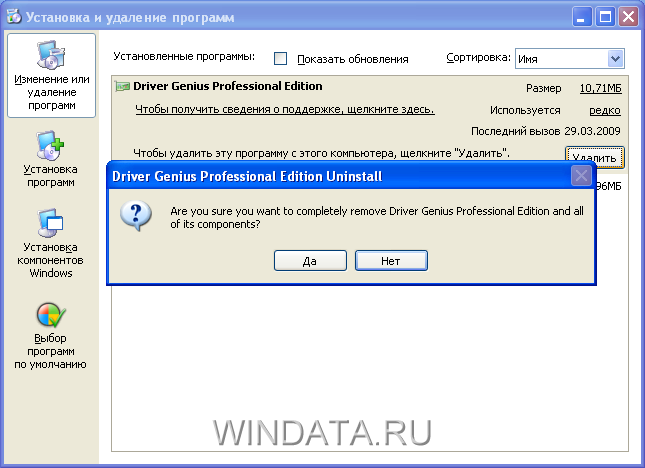 Установка и удаление программ
Изменение или
удаление
программ
Установка
программ
Установка
компонентов
Windows
Выбор
программ
по умолчанию
Установленные программы:
Показать обновления
Сортировка:
Имя
Driver Genius Professional Edition
Размер
10,71МБ
Чтобы получить сведения о поддержке, щелкните здесь.
Используется
редко
Последний вызов 29.03.2009
Чтобы удалить эту программу с этого компьютера, щелкните "Удалить".
Удалить
96МБ
Driver Genius Professional Edition Uninstall
Are you sure you want to completely remove Driver Genius Professional Edition and all
of its components?
Да
Нет
WINDATA.RU